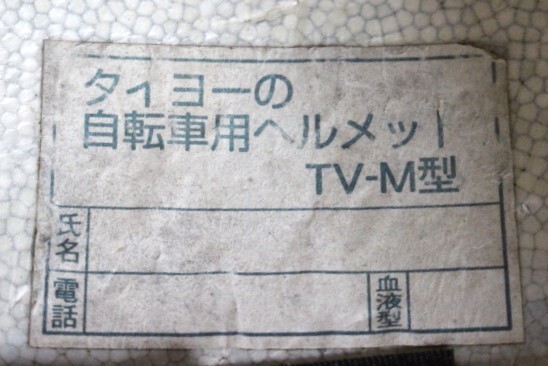 タイヨーの
自転車用ヘルメット
TV-M型
氏名
電話
血液型